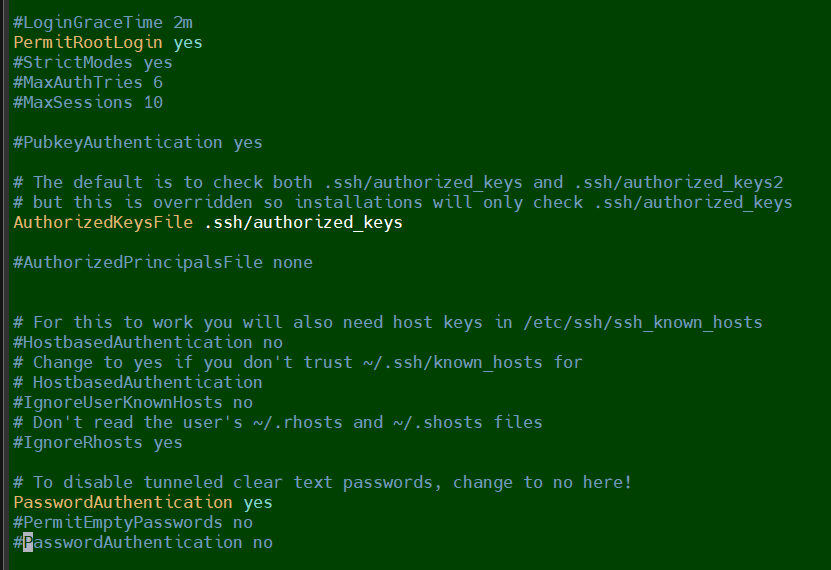 #LoginGraceTime 2m
PermitRootLogin yes
#StrictModes yes
#MaxAuthTries 6
#MaxSessions 10
#PubkeyAuthentication yes
# The default is to check both .ssh/authorized_keys and .ssh/authorized_keys2
# but this is overridden so installations will only check .ssh/authorized_keys
AuthorizedKeysFile .ssh/authorized_keys
#AuthorizedPrincipalsFile none
# For this to work you will also need host keys in /etc/ssh/ssh_known_hosts
#HostbasedAuthentication no
# Change to yes if you don't trust ~/.ssh/known_hosts for
# HostbasedAuthentication
#IgnoreUserKnownHosts no
# Don't read the user's ~/.rhosts and ~/.shosts files
#IgnoreRhosts yes
# To disable tunneled clear text passwords, change to no here!
PasswordAuthentication yes
#PermitEmptyPasswords no
#PasswordAuthentication no